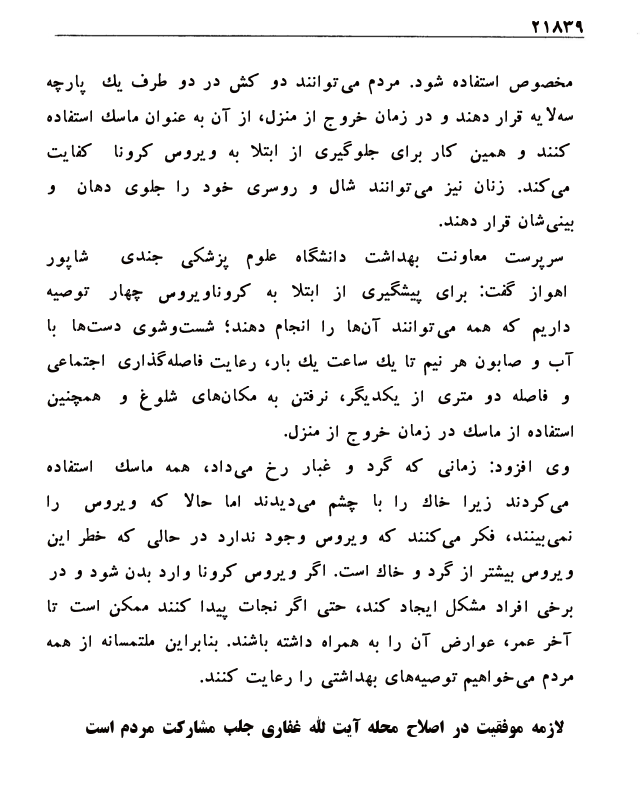 ۲۱۸۳۹
مخصوص استفاده شود. مردم می‌توانند دو کش در دو طرف یك پارچه
سه‌لایه قرار دهند و در زمان خروج از منزل، از آن به عنوان ماسك استفاده
کنند و همین کار برای جلوگیری از ابتلا به ویروس کرونا کفایت
می‌کند. زنان نیز می‌توانند شال و روسری خود را جلوی دهان و
بینی‌شان قرار دهند.
سرپرست معاونت بهداشت دانشگاه علوم پزشکی جندی شاپور
اهواز گفت: برای پیشگیری از ابتلا به کروناویروس چهار توصیه
داریم که همه می‌توانند آن‌ها را انجام دهند؛ شست‌وشوی دست‌ها با
آب و صابون هر نیم تا یك ساعت یك بار، رعایت فاصله‌گذاری اجتماعی
و فاصله دو متری از یکدیگر، نرفتن به مکان‌های شلوغ و همچنین
استفاده از ماسك در زمان خروج از منزل.
وی افزود: زمانی که گرد و غبار رخ می‌داد، همه ماسك استفاده
می‌کردند زیرا خاك را با چشم می‌دیدند اما حالا که ویروس را
نمی‌بینند، فکر می‌کنند که ویروس وجود ندارد در حالی که خطر این
ویروس بیشتر از گرد و خاك است. اگر ویروس کرونا وارد بدن شود و در
برخی افراد مشکل ایجاد کند، حتی اگر نجات پیدا کنند ممکن است تا
آخر عمر، عوارض آن را به همراه داشته باشند. بنابراین ملتمسانه از همه
مردم می‌خواهیم توصیه‌های بهداشتی را رعایت کنند.
لازمه موفقیت در اصلاح محله آیت لله غفاری جلب مشارکت مردم است